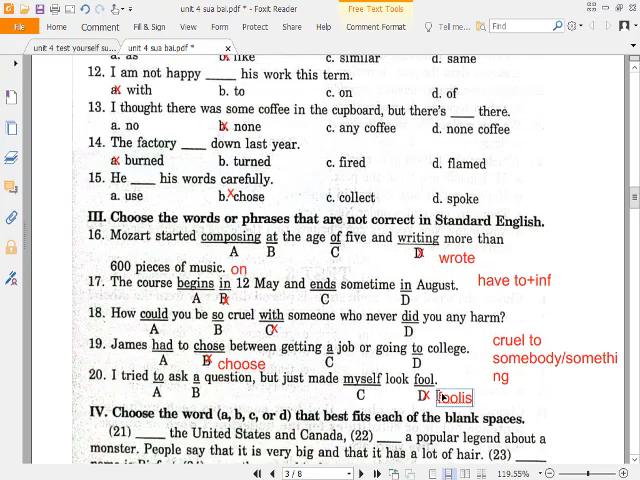 unit 4 sua bai.pdf * - Foxit Reader
Free Text Tools
File Home Comment Fill & Sign View Form Protect Share Help Comment Format Tell me Find
unit 4 test yourself su... unit 4 sua bai.pdf *
a. as b. like c. similar d. same
12. I am not happy _____ his work this term.
a. with b. to c. on d. of
13. I thought there was some coffee in the cupboard, but there's ____ there.
a. no b. none c. any coffee d. none coffee
14. The factory ____ down last year.
a. burned b. turned c. fired d. flamed
15. He ____ his words carefully.
a. use b. chose c. collect d. spoke
III. Choose the words or phrases that are not correct in Standard English.
16. Mozart started composing at the age of five and writing more than
A B C D wrote
600 pieces of music. on
17. The course begins in 12 May and ends sometime in August. have to+inf
A B C D
18. How could you be so cruel with someone who never did you any harm?
A B C D
19. James had to chose between getting a job or going to college. cruel to
A B choose C D somebody/somethi
ng
20. I tried to ask a question, but just made myself look fool.
A B C D foolis
IV. Choose the word (a, b, c, or d) that best fits each of the blank spaces.
(21) ____ the United States and Canada, (22) ____ a popular legend about a
monster. People say that it is very big and that it has a lot of hair. (23) ____
3 / 8 119.55%